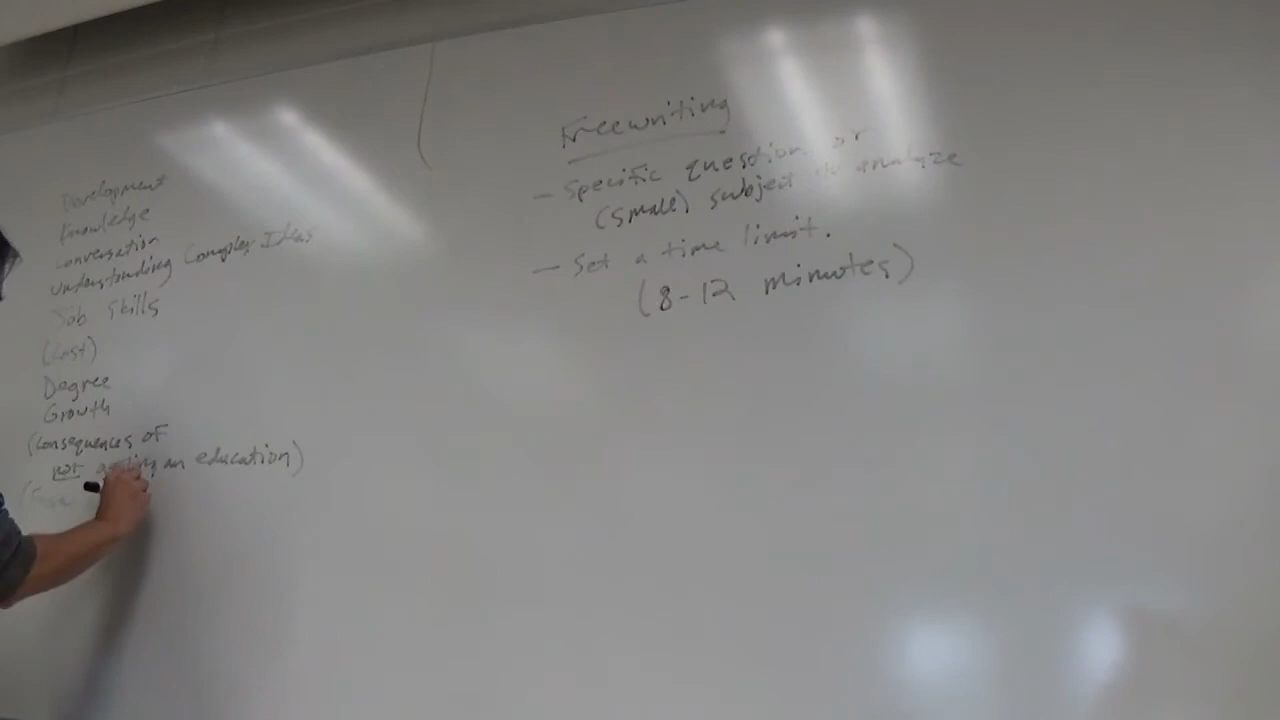 Development
Knowledge
Conversation
Understanding Complex Ideas
Job Skills
(Cost)
Degree
Growth
(Consequences of
not an education)
Freewriting
- Specific question or
(small) subject to analyze
- Set a time limit.
(8-12 minutes)